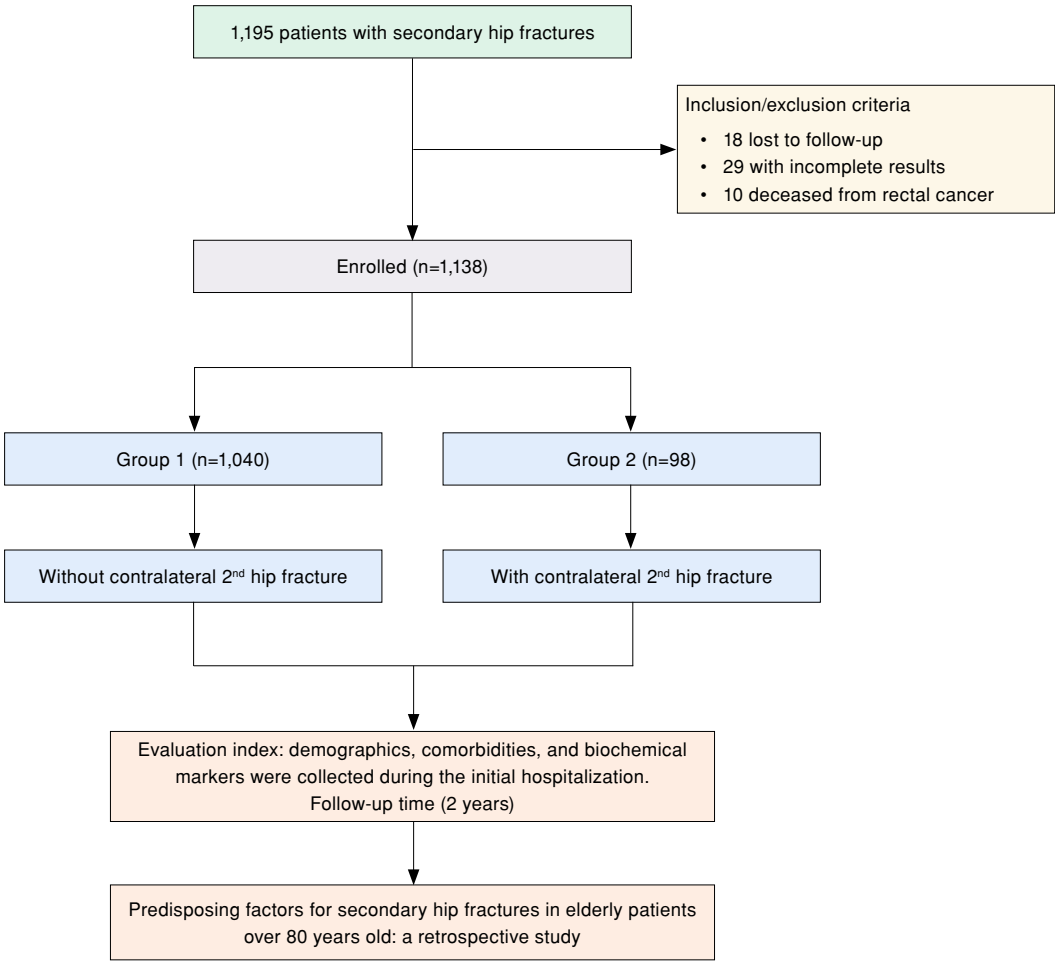 1,195 patients with secondary hip fractures
Inclusion/exclusion criteria
• 18 lost to follow-up
• 29 with incomplete results
• 10 deceased from rectal cancer
Enrolled (n=1,138)
Group 1 (n=1,040)
Group 2 (n=98)
Without contralateral 2nd hip fracture
With contralateral 2nd hip fracture
Evaluation index: demographics, comorbidities, and biochemical
markers were collected during the initial hospitalization.
Follow-up time (2 years)
Predisposing factors for secondary hip fractures in elderly patients
over 80 years old: a retrospective study